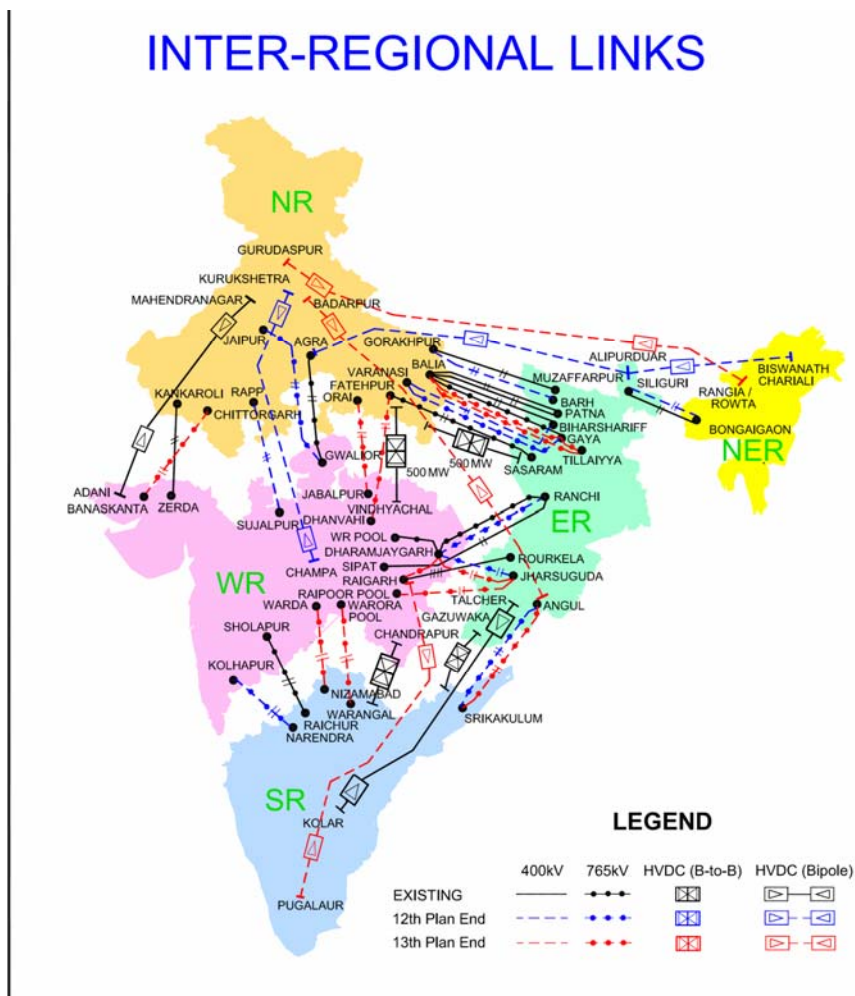 INTER-REGIONAL LINKS
NR
GURUDASPUR
KURUKSHETRA
MAHENDRANAGAR
BADARPUR
JAIPUR
AGRA
GORAKHPUR
ALIPURDUAR
BISWANATH
CHARIALI
VARANASI
BALIA
MUZAFFARPUR
SILIGURI
RANGIA /
ROWTA
KANKAROLI
RAPP
FATEHPUR
ORAI
BARH
PATNA
CHITTORGARH
BIHARSHARIFF
BONGAIGAON
GAYA
NER
TILLAIYYA
GWALIOR
500 MW
500 MW
SASARAM
ADANI
BANASKANTA
ZERDA
JABALPUR
VINDHYACHAL
RANCHI
SUJALPUR
DHANVAHI
ER
WR POOL
DHARAMJAYGARH
ROURKELA
SIPAT
CHAMPA
RAIGARH
JHARSUGUDA
WR
RAIPOOR POOL
TALCHER
WARDA
WARORA
POOL
ANGUL
GAZUWAKA
SHOLAPUR
CHANDRAPUR
KOLHAPUR
NIZAMABAD
WARANGAL
SRIKAKULUM
RAICHUR
NARENDRA
SR
KOLAR
PUGALAUR
LEGEND
400kV 765kV HVDC (B-to-B) HVDC (Bipole)
EXISTING
12th Plan End
13th Plan End